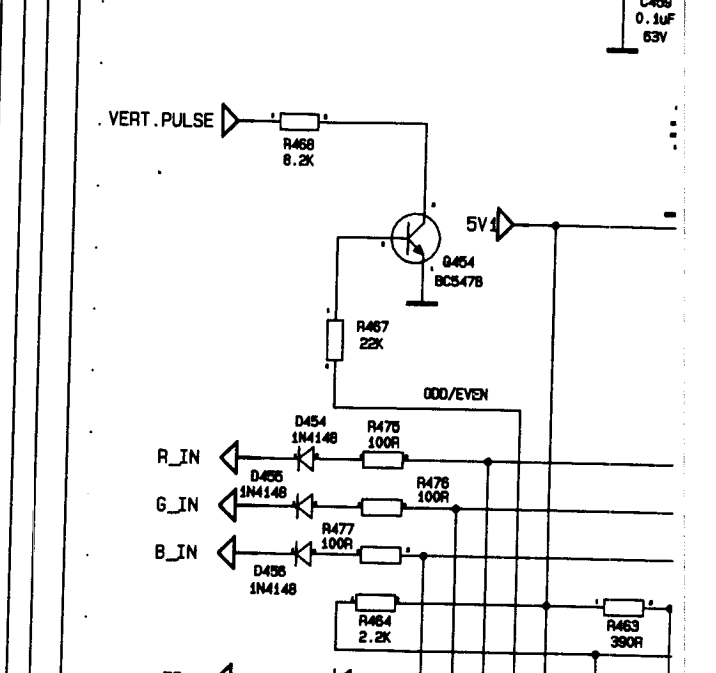 C459
0.1uF
63V
VERT.PULSE
R468
8.2K
5V1
Q454
BC547B
R467
22K
ODD/EVEN
D454
1N4148
R475
100R
R_IN
D455
1N4148
R476
100R
G_IN
R477
100R
B_IN
D456
1N4148
R464
2.2K
R463
390R